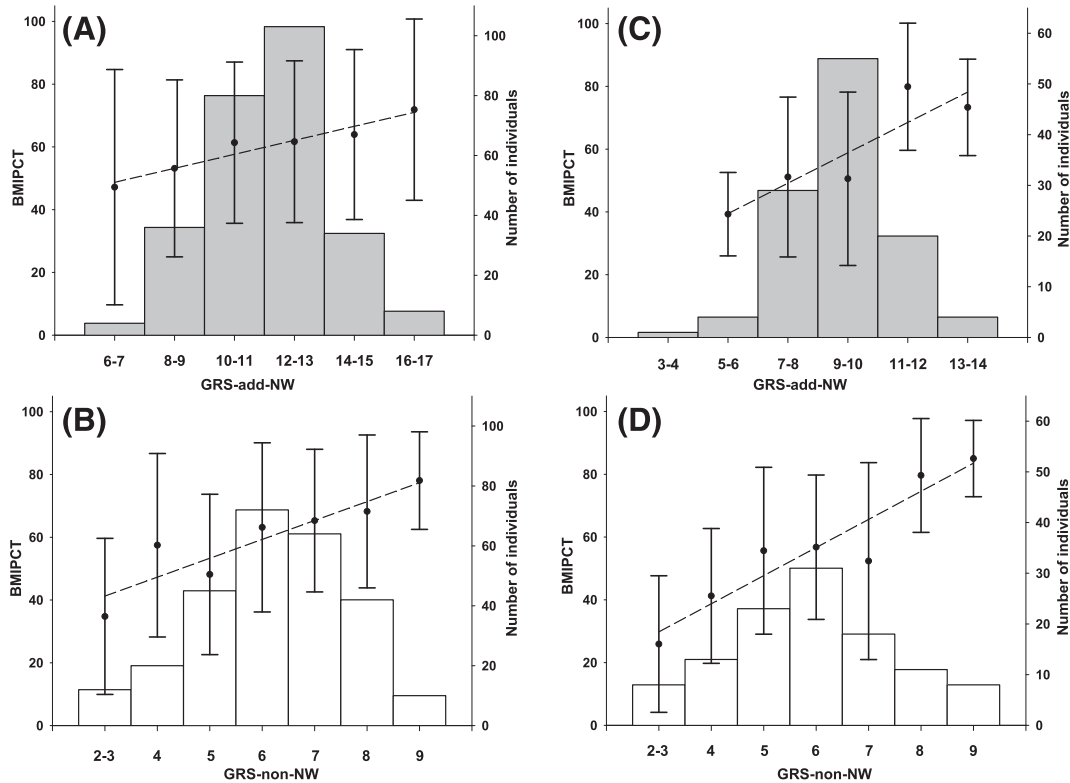 (A)
100
80
60
40
20
0
BMIPCT
100
80
60
40
20
0
Number of individuals
6-7 8-9 10-11 12-13 14-15 16-17
GRS-add-NW
(C)
100
80
60
40
20
0
BMIPCT
60
50
40
30
20
10
0
Number of individuals
3-4 5-6 7-8 9-10 11-12 13-14
GRS-add-NW
(B)
100
80
60
40
20
0
BMIPCT
100
80
60
40
20
0
Number of individuals
2-3 4 5 6 7 8 9
GRS-non-NW
(D)
100
80
60
40
20
0
BMIPCT
60
50
40
30
20
10
0
Number of individuals
2-3 4 5 6 7 8 9
GRS-non-NW